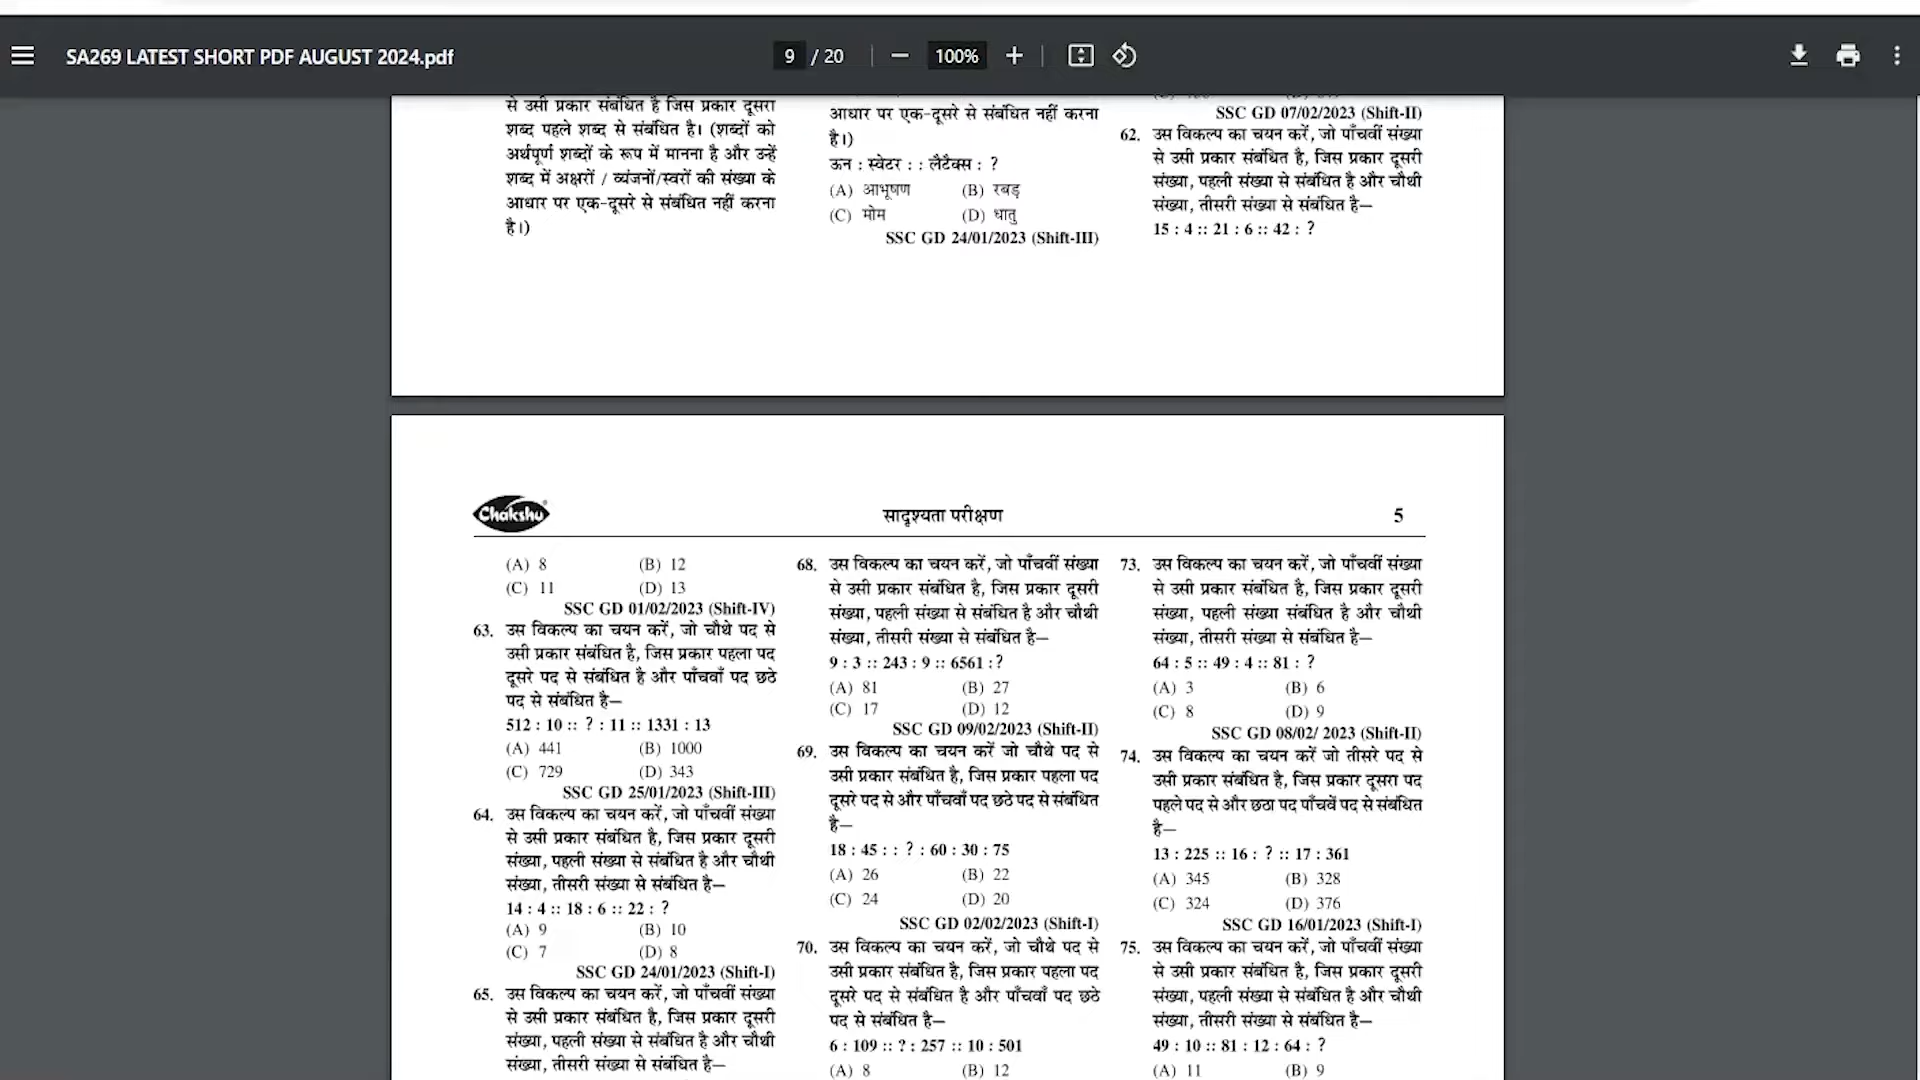 SA269 LATEST SHORT PDF AUGUST 2024.pdf
9 / 20
100%
से उसी प्रकार संबंधित है जिस प्रकार दूसरा
शब्द पहले शब्द से संबंधित है। (शब्दों को
अर्थपूर्ण शब्दों के रूप में मानना है और उन्हें
शब्द में अक्षरों / व्यंजनों/स्वरों की संख्या के
आधार पर एक-दूसरे से संबंधित नहीं करना
है।)
आधार पर एक-दूसरे से संबंधित नहीं करना
है।)
ऊन : स्वेटर : : लैटैक्स : ?
(A) आभूषण (B) रबड़
(C) मोम (D) धातु
SSC GD 24/01/2023 (Shift-III)
SSC GD 07/02/2023 (Shift-II)
62. उस विकल्प का चयन करें, जो पाँचवीं संख्या
से उसी प्रकार संबंधित है, जिस प्रकार दूसरी
संख्या, पहली संख्या से संबंधित है और चौथी
संख्या, तीसरी संख्या से संबंधित है—
15 : 4 :: 21 : 6 :: 42 : ?
Chakshu
सादृश्यता परीक्षण
5
(A) 8 (B) 12
(C) 11 (D) 13
SSC GD 01/02/2023 (Shift-IV)
63. उस विकल्प का चयन करें, जो चौथे पद से
उसी प्रकार संबंधित है, जिस प्रकार पहला पद
दूसरे पद से संबंधित है और पाँचवाँ पद छठे
पद से संबंधित है—
512 : 10 :: ? : 11 :: 1331 : 13
(A) 441 (B) 1000
(C) 729 (D) 343
SSC GD 25/01/2023 (Shift-III)
64. उस विकल्प का चयन करें, जो पाँचवीं संख्या
से उसी प्रकार संबंधित है, जिस प्रकार दूसरी
संख्या, पहली संख्या से संबंधित है और चौथी
संख्या, तीसरी संख्या से संबंधित है—
14 : 4 :: 18 : 6 :: 22 : ?
(A) 9 (B) 10
(C) 7 (D) 8
SSC GD 24/01/2023 (Shift-I)
65. उस विकल्प का चयन करें, जो पाँचवीं संख्या
से उसी प्रकार संबंधित है, जिस प्रकार दूसरी
संख्या, पहली संख्या से संबंधित है और चौथी
संख्या, तीसरी संख्या से संबंधित है—
68. उस विकल्प का चयन करें, जो पाँचवीं संख्या
से उसी प्रकार संबंधित है, जिस प्रकार दूसरी
संख्या, पहली संख्या से संबंधित है और चौथी
संख्या, तीसरी संख्या से संबंधित है—
9 : 3 :: 243 : 9 :: 6561 : ?
(A) 81 (B) 27
(C) 17 (D) 12
SSC GD 09/02/2023 (Shift-II)
69. उस विकल्प का चयन करें जो चौथे पद से
उसी प्रकार संबंधित है, जिस प्रकार पहला पद
दूसरे पद से और पाँचवाँ पद छठे पद से संबंधित
है—
18 : 45 : : ? : 60 : 30 : 75
(A) 26 (B) 22
(C) 24 (D) 20
SSC GD 02/02/2023 (Shift-I)
70. उस विकल्प का चयन करें, जो चौथे पद से
उसी प्रकार संबंधित है, जिस प्रकार पहला पद
दूसरे पद से संबंधित है और पाँचवा पद छठे
पद से संबंधित है—
6 : 109 :: ? : 257 :: 10 : 501
(A) 8 (B) 12
73. उस विकल्प का चयन करें, जो पाँचवीं संख्या
से उसी प्रकार संबंधित है, जिस प्रकार दूसरी
संख्या, पहली संख्या संबंधित है और चौथी
संख्या, तीसरी संख्या से संबंधित है—
64 : 5 :: 49 : 4 :: 81 : ?
(A) 3 (B) 6
(C) 8 (D) 9
SSC GD 08/02/ 2023 (Shift-II)
74. उस विकल्प का चयन करें जो तीसरे पद से
उसी प्रकार संबंधित है, जिस प्रकार दूसरा पद
पहले पद से और छठा पद पाँचवें पद से संबंधित
है—
13 : 225 :: 16 : ? :: 17 : 361
(A) 345 (B) 328
(C) 324 (D) 376
SSC GD 16/01/2023 (Shift-I)
75. उस विकल्प का चयन करें, जो पाँचवीं संख्या
से उसी प्रकार संबंधित है, जिस प्रकार दूसरी
संख्या, पहली संख्या से संबंधित है और चौथी
संख्या, तीसरी संख्या से संबंधित है—
49 : 10 :: 81 : 12 : 64 : ?
(A) 11 (B) 9